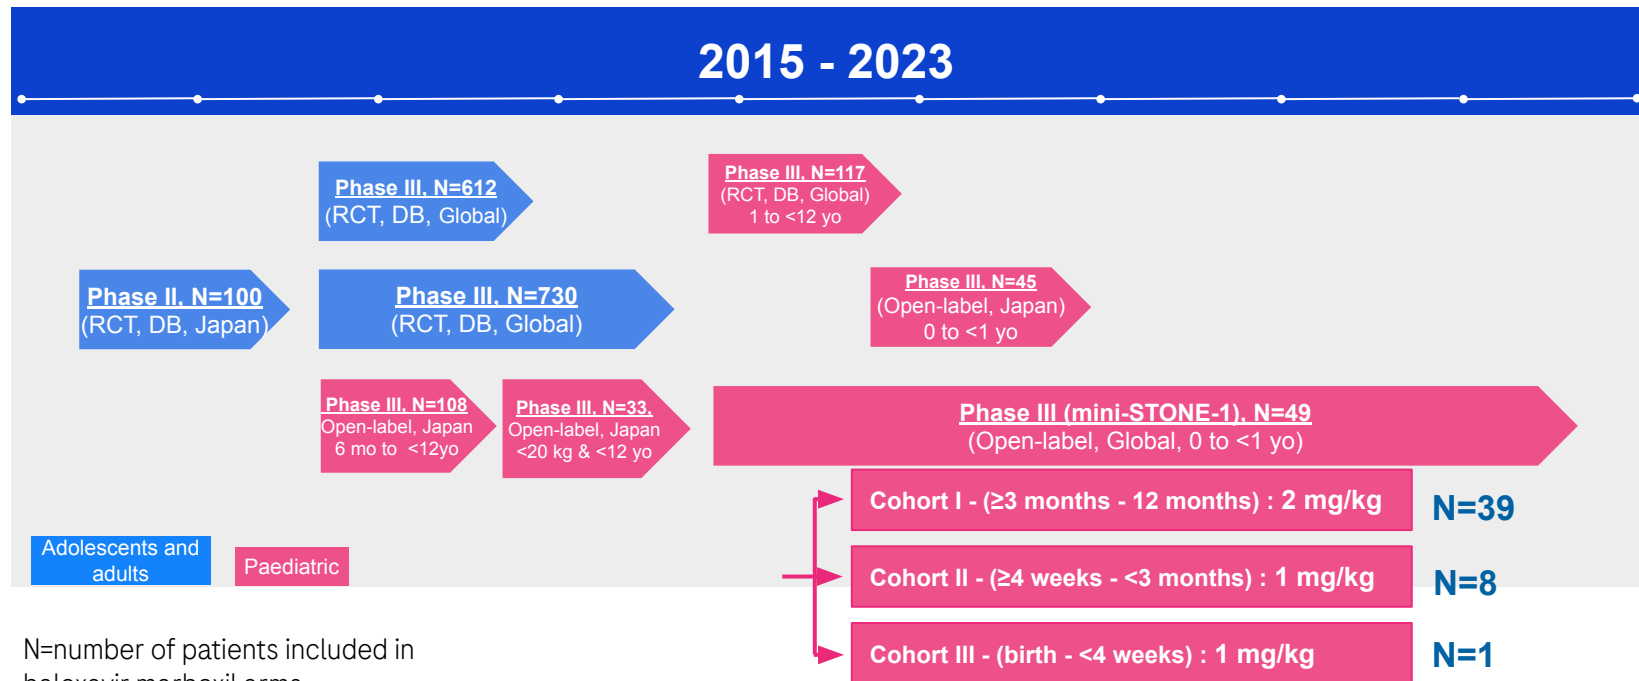 2015 - 2023
Phase III, N=612
(RCT, DB, Global)
Phase III, N=117
(RCT, DB, Global)
1 to <12 yo
Phase II, N=100
(RCT, DB, Japan)
Phase III, N=730
(RCT, DB, Global)
Phase III, N=45
(Open-label, Japan)
0 to <1 yo
Phase III, N=108
Open-label, Japan
6 mo to <12yo
Phase III, N=33,
Open-label, Japan
<20 kg & <12 yo
Phase III (mini-STONE-1), N=49
(Open-label, Global, 0 to <1 yo)
Cohort I - (≥3 months - 12 months) : 2 mg/kg
N=39
Cohort II - (≥4 weeks - <3 months) : 1 mg/kg
N=8
Cohort III - (birth - <4 weeks) : 1 mg/kg
N=1
Adolescents and
adults
Paediatric
N=number of patients included in
baloxavir marboxil arms